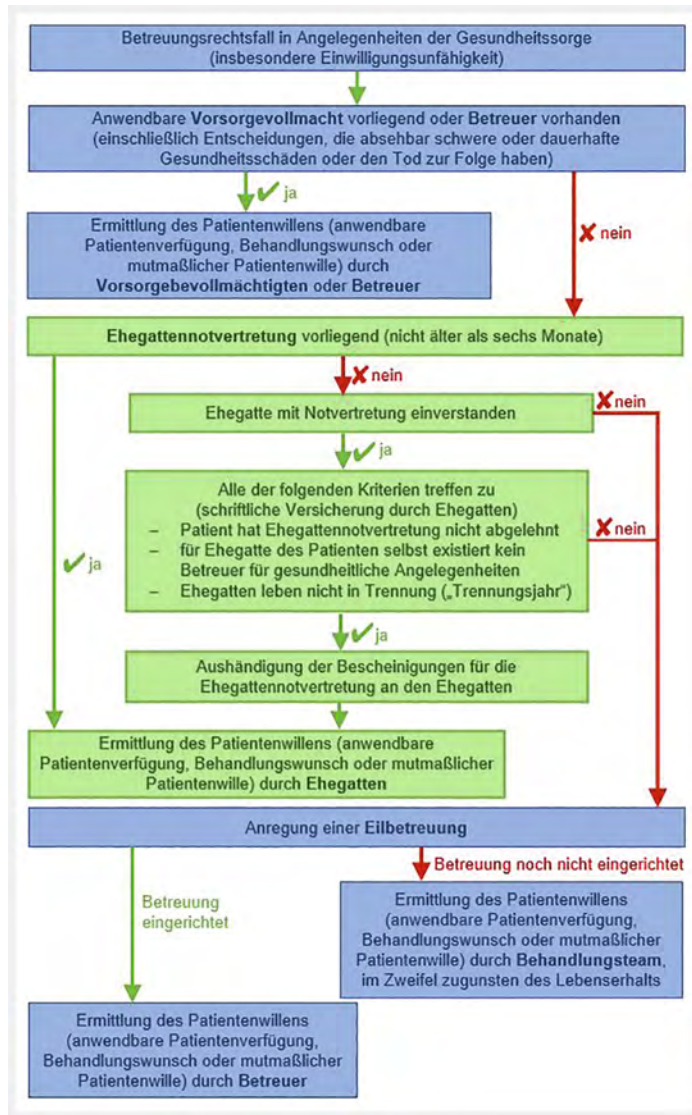 Betreuungsrechtsfall in Angelegenheiten der Gesundheitssorge
(insbesondere Einwilligungsunfähigkeit)
Anwendbare Vorsorgevollmacht vorliegend oder Betreuer vorhanden
(einschließlich Entscheidungen, die absehbar schwere oder dauerhafte
Gesundheitsschäden oder den Tod zur Folge haben)
✔ ja
✘ nein
Ermittlung des Patientenwillens (anwendbare
Patientenverfügung, Behandlungswunsch oder
mutmaßlicher Patientenwille) durch
Vorsorgebevollmächtigten oder Betreuer
Ehegattennotvertretung vorliegend (nicht älter als sechs Monate)
✘ nein
Ehegatte mit Notvertretung einverstanden
✘ nein
✔ ja
Alle der folgenden Kriterien treffen zu
(schriftliche Versicherung durch Ehegatten)
– Patient hat Ehegattennotvertretung nicht abgelehnt
– für Ehegatte des Patienten selbst existiert kein
Betreuer für gesundheitliche Angelegenheiten
– Ehegatten leben nicht in Trennung („Trennungsjahr“)
✘ nein
✔ ja
✔ ja
Aushändigung der Bescheinigungen für die
Ehegattennotvertretung an den Ehegatten
Ermittlung des Patientenwillens (anwendbare
Patientenverfügung, Behandlungswunsch oder mutmaßlicher
Patientenwille) durch Ehegatten
Anregung einer Eilbetreuung
Betreuung noch nicht eingerichtet
Betreuung
eingerichtet
Ermittlung des Patientenwillens
(anwendbare Patientenverfügung,
Behandlungswunsch oder mutmaßlicher
Patientenwille) durch Behandlungsteam,
im Zweifel zugunsten des Lebenserhalts
Ermittlung des Patientenwillens
(anwendbare Patientenverfügung,
Behandlungswunsch oder mutmaßlicher
Patientenwille) durch Betreuer